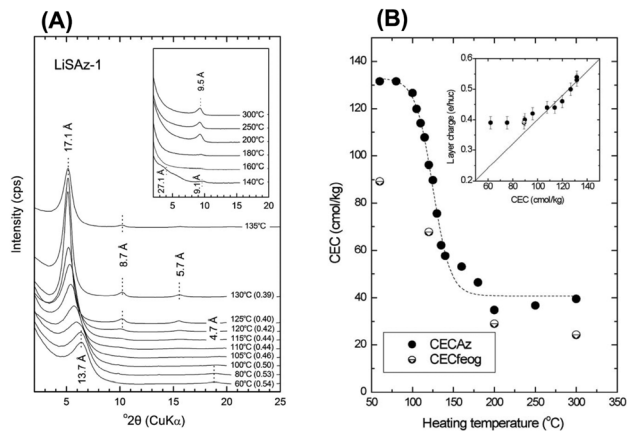 (A)
LiSAz-1
Intensity (cps)
17.1 Å
13.7 Å
8.7 Å
5.7 Å
4.7 Å
135°C
130°C (0.39)
125°C (0.40)
120°C (0.42)
115°C (0.44)
110°C (0.44)
105°C (0.46)
100°C (0.50)
80°C (0.53)
60°C (0.54)
0 5 10 15 20 25
°2θ (CuKα)
9.5 Å
300°C
250°C
200°C
180°C
160°C
140°C
27.1 Å
9.1 Å
5 10 15 20
(B)
CEC (cmol/kg)
140
120
100
80
60
40
20
0
50 100 150 200 250 300 350
Heating temperature (°C)
CECAz
CECfeog
Layer charge (e/huc)
0.6
0.4
0.2
60 80 100 120 140
CEC (cmol/kg)